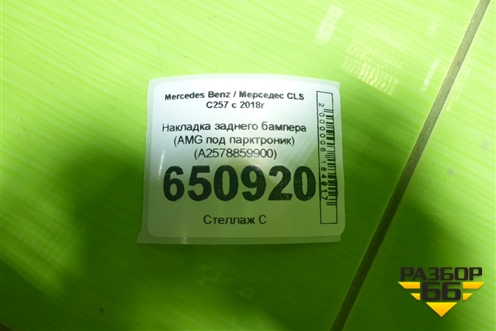 Mercedes Benz / Мерседес CLS
C257 с 2018г
Накладка заднего бампера
(AMG под парктроник)
(A2578859900)
650920
Стеллаж С
РАЗБОР
66